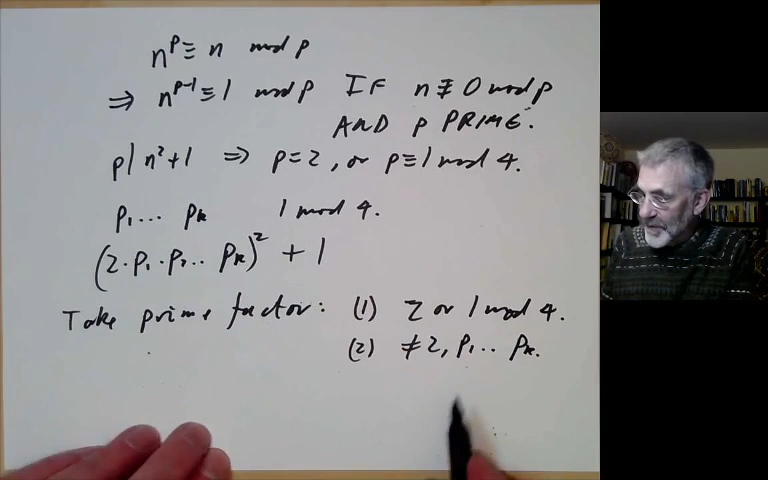 n^p ≡ n mod p
⇒ n^{p-1} ≡ 1 mod p IF n ≢ 0 mod p
AND p PRIME.
p | n²+1 ⇒ p=2, or p≡1 mod 4.
p₁... pₖ 1 mod 4.
(2·p₁·p₂.. pₖ)² + 1
Take prime factor: (1) 2 or 1 mod 4.
(2) ≠2, p₁.. pₖ.